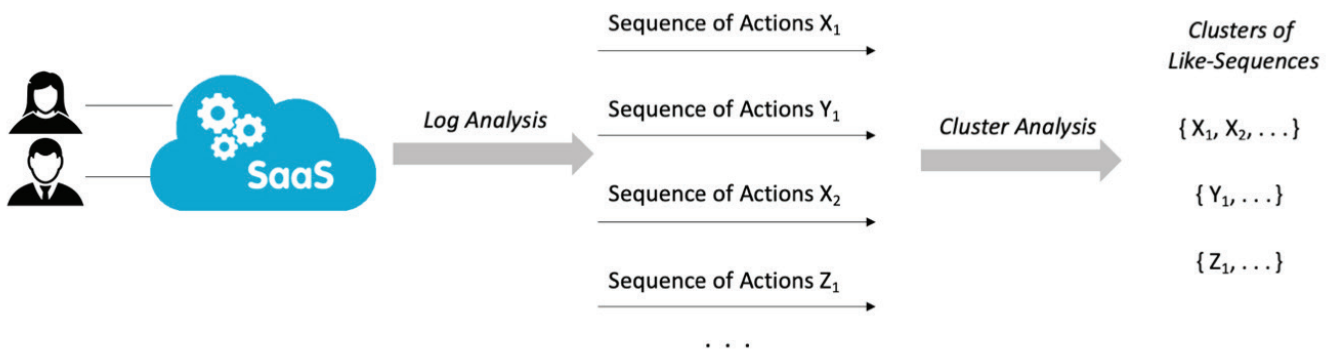 SaaS
Log Analysis
Sequence of Actions X₁
Sequence of Actions Y₁
Sequence of Actions X₂
Sequence of Actions Z₁
. . .
Cluster Analysis
Clusters of
Like-Sequences
{ X₁, X₂, . . . }
{ Y₁, . . . }
{ Z₁, . . . }